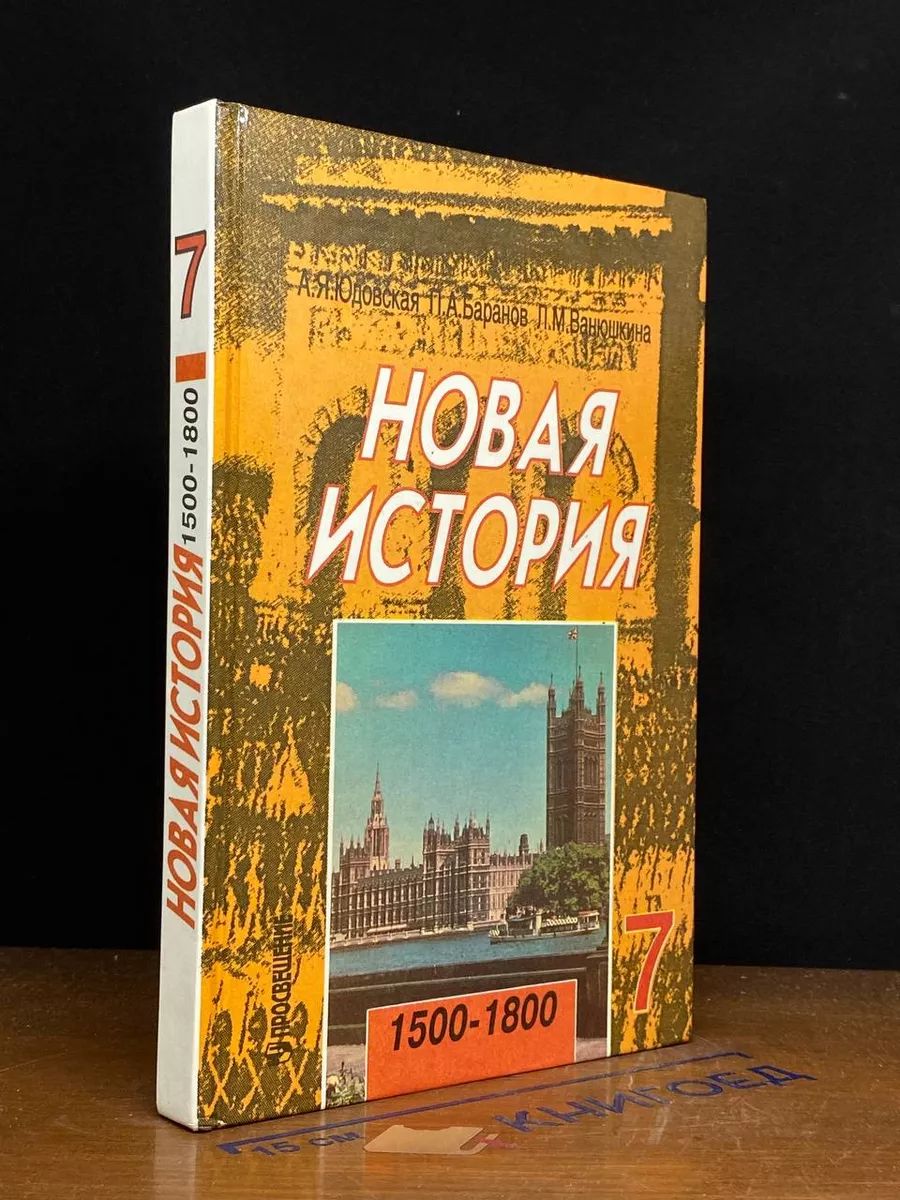 7
1500-1800
НОВАЯ ИСТОРИЯ
А.Я.Юдовская П.А.Баранов Л.М.Ванюшкина
НОВАЯ
ИСТОРИЯ
7
ПРОСВЕЩЕНИЕ
1500-1800
15 см
КНИГОЕД